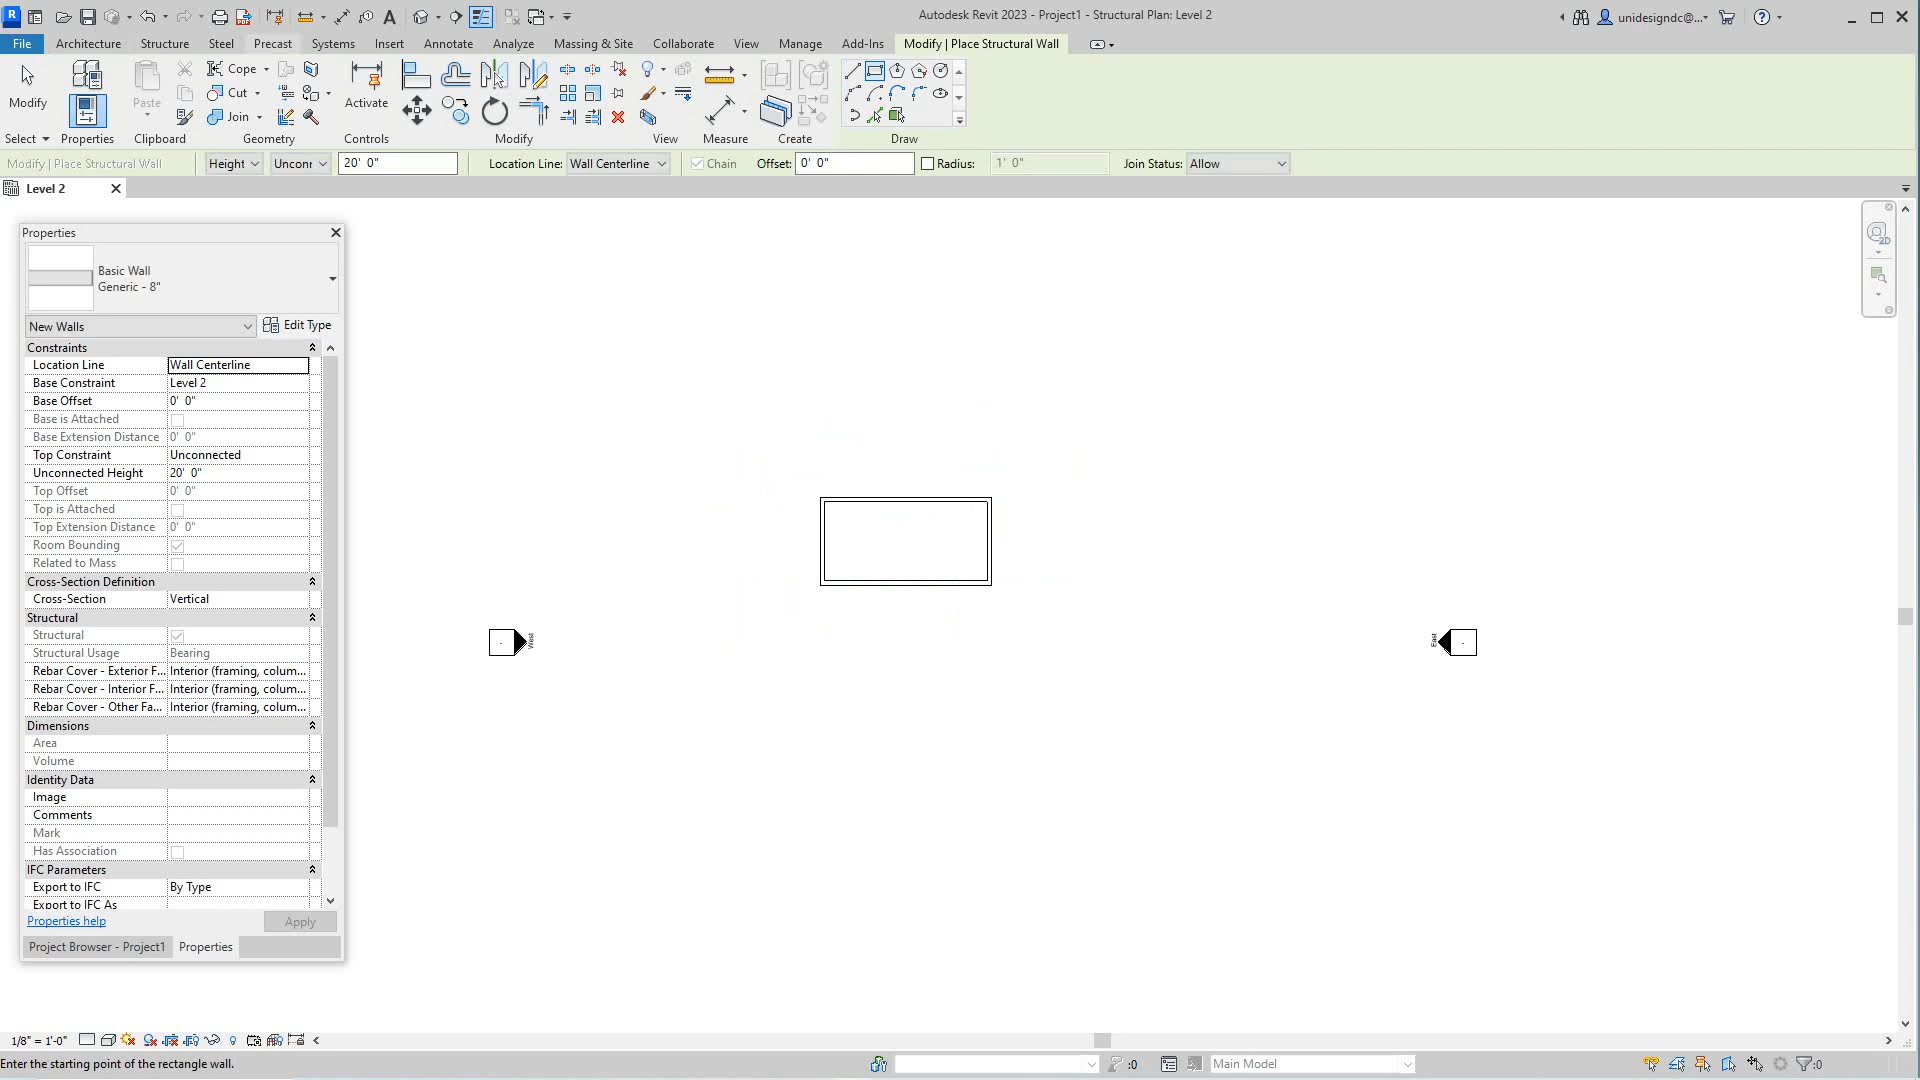 Autodesk Revit 2023 - Project1 - Structural Plan: Level 2
unidesigndc@...
File Architecture Structure Steel Precast Systems Insert Annotate Analyze Massing & Site Collaborate View Manage Add-Ins Modify | Place Structural Wall
Modify
Paste
Cope
Cut
Join
Activate
Select Properties Clipboard Geometry Controls Modify View Measure Create Draw
Modify | Place Structural Wall Height Unconr 20' 0" Location Line: Wall Centerline Chain Offset: 0' 0" Radius: 1' 0" Join Status: Allow
Level 2
Properties
Basic Wall
Generic - 8"
New Walls Edit Type
Constraints
Location Line Wall Centerline
Base Constraint Level 2
Base Offset 0' 0"
Base is Attached
Base Extension Distance 0' 0"
Top Constraint Unconnected
Unconnected Height 20' 0"
Top Offset 0' 0"
Top is Attached
Top Extension Distance 0' 0"
Room Bounding
Related to Mass
Cross-Section Definition
Cross-Section Vertical
Structural
Structural
Structural Usage Bearing
Rebar Cover - Exterior F... Interior (framing, colum...
Rebar Cover - Interior F... Interior (framing, colum...
Rebar Cover - Other Fa... Interior (framing, colum...
Dimensions
Area
Volume
Identity Data
Image
Comments
Mark
Has Association
IFC Parameters
Export to IFC By Type
Export to IFC As
Properties help Apply
Project Browser - Project1 Properties
West
East
2D
1/8" = 1'-0"
Enter the starting point of the rectangle wall.
:0
Main Model
:0